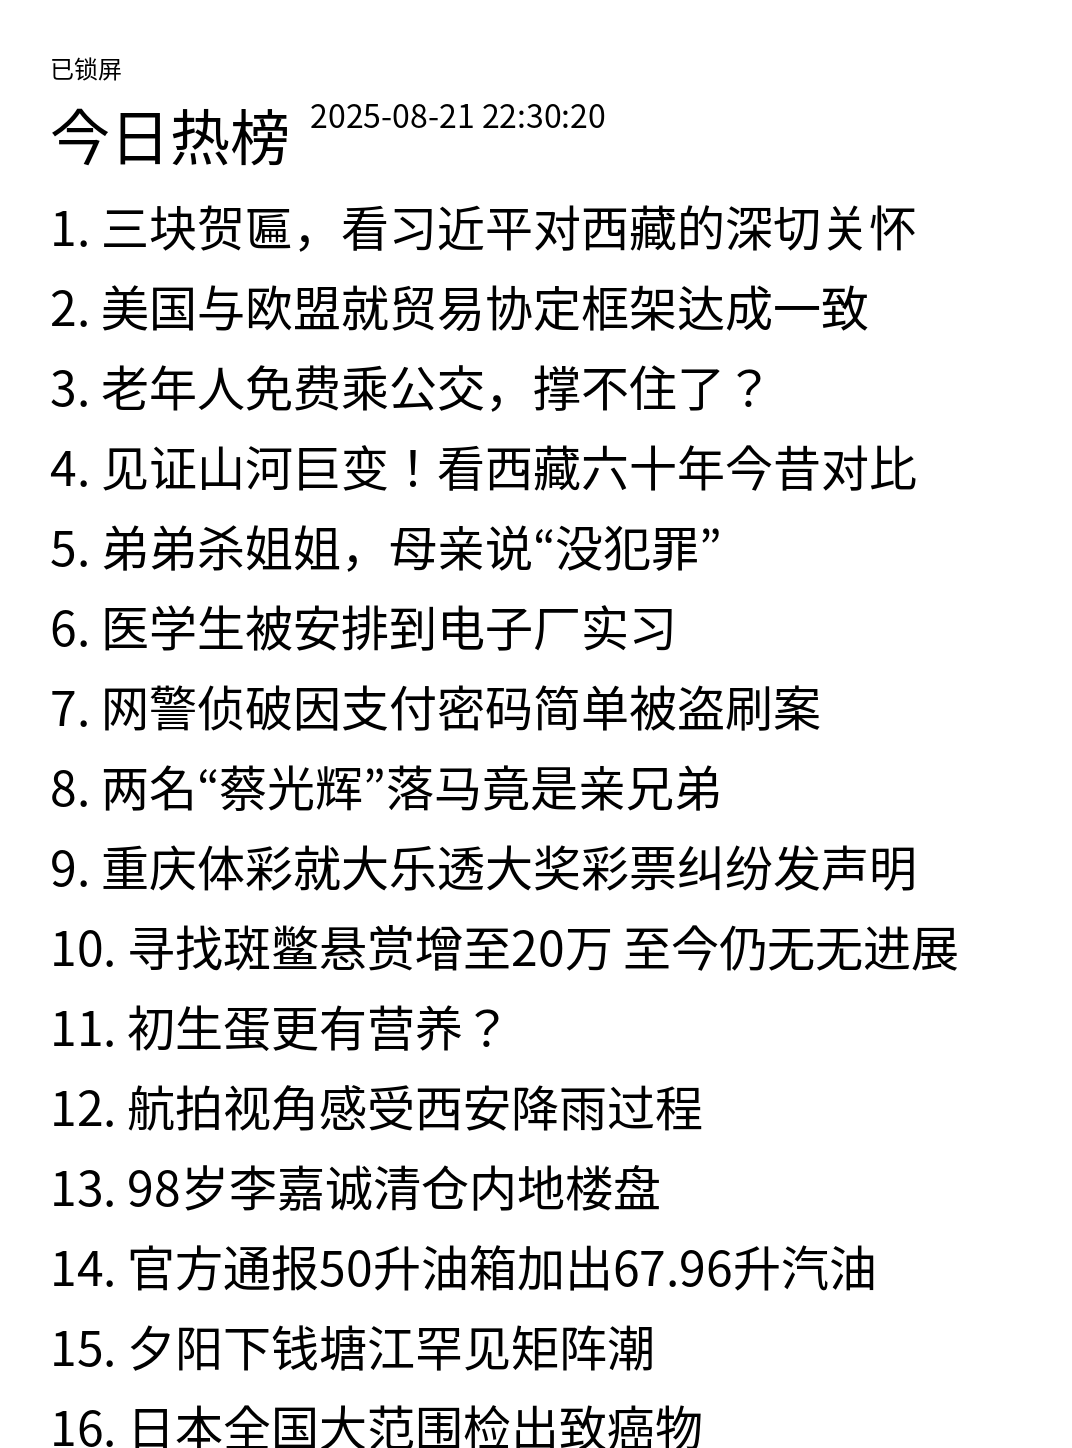 已锁屏
今日热榜 2025-08-21 22:30:20
1. 三块贺匾，看习近平对西藏的深切关怀
2. 美国与欧盟就贸易协定框架达成一致
3. 老年人免费乘公交，撑不住了？
4. 见证山河巨变！看西藏六十年今昔对比
5. 弟弟杀姐姐，母亲说“没犯罪”
6. 医学生被安排到电子厂实习
7. 网警侦破因支付密码简单被盗刷案
8. 两名“蔡光辉”落马竟是亲兄弟
9. 重庆体彩就大乐透大奖彩票纠纷发声明
10. 寻找斑鳖悬赏增至20万 至今仍无无进展
11. 初生蛋更有营养？
12. 航拍视角感受西安降雨过程
13. 98岁李嘉诚清仓内地楼盘
14. 官方通报50升油箱加出67.96升汽油
15. 夕阳下钱塘江罕见矩阵潮
16. 日本全国大范围检出致癌物